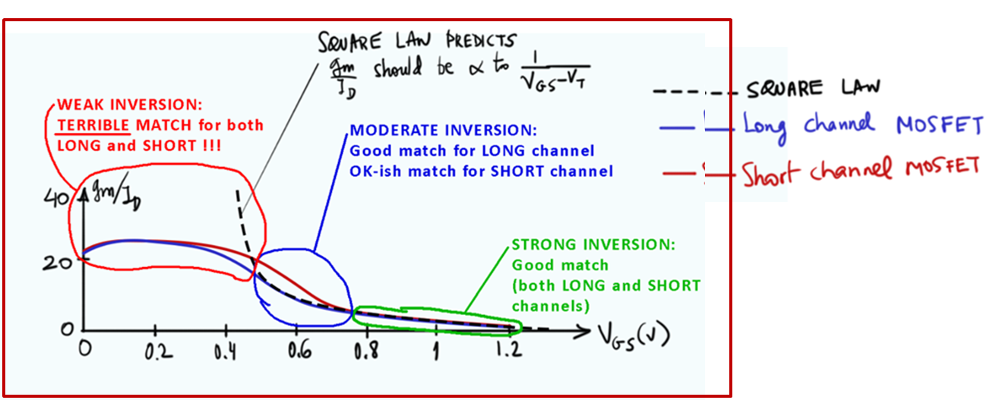 SQUARE LAW PREDICTS
gm/ID should be ∝ to 1/(VGS-VT)
WEAK INVERSION:
TERRIBLE MATCH for both
LONG and SHORT !!!
MODERATE INVERSION:
Good match for LONG channel
OK-ish match for SHORT channel
SQUARE LAW
Long channel MOSFET
Short channel MOSFET
40
gm/ID
20
0
STRONG INVERSION:
Good match
(both LONG and SHORT
channels)
0 0.2 0.4 0.6 0.8 1 1.2
VGS(V)